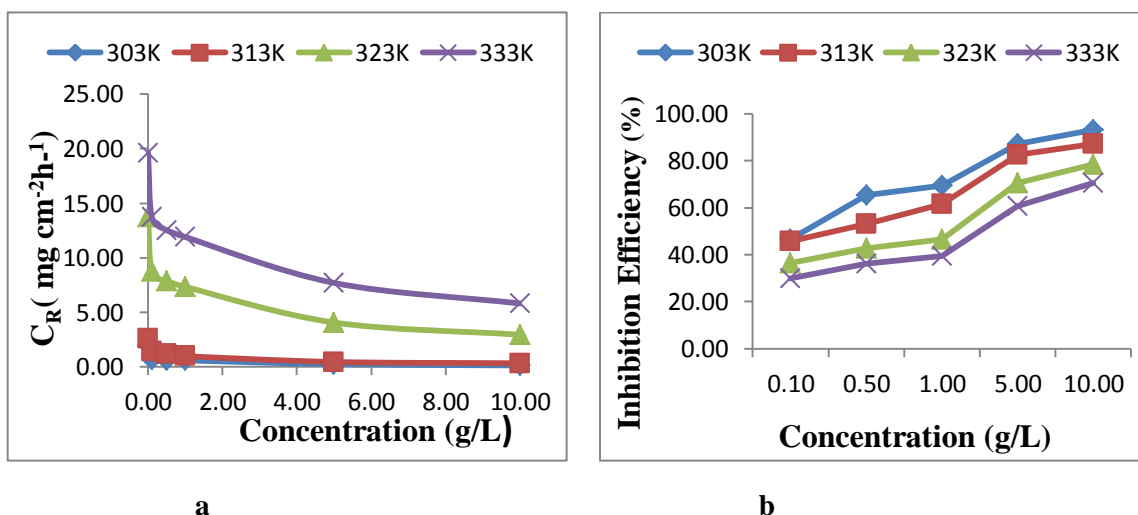 303K 313K 323K 333K
25.00
20.00
15.00
10.00
5.00
0.00
C_R( mg cm⁻²h-¹)
0.00 2.00 4.00 6.00 8.00 10.00
Concentration (g/L)
a
303K 313K 323K 333K
100.00
80.00
60.00
40.00
20.00
0.00
Inhibition Efficiency (%)
0.10 0.50 1.00 5.00 10.00
Concentration (g/L)
b